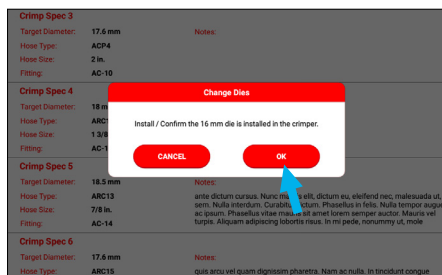 Crimp Spec 3
Target Diameter: 17.6 mm Notes:
Hose Type: ACP4
Hose Size: 2 in.
Fitting: AC-10
Crimp Spec 4
Change Dies
Target Diameter: 18 m
Hose Type: ARC1
Install / Confirm the 16 mm die is installed in the crimper.
Hose Size: 1 3/8
Fitting: AC-1
CANCEL OK
Crimp Spec 5
Target Diameter: 18.5 mm Notes:
Hose Type: ARC13 ante dictum cursus. Nunc elit, dictum eu, eleifend nec, malesuada ut,
Hose Size: 7/8 in. sem. Nulla interdum. Curabitur dictum. Phasellus in felis. Nulla tempor augue
ac ipsum. Phasellus vitae mauris sit amet lorem semper auctor. Mauris vel
Fitting: AC-14 turpis. Aliquam adipiscing lobortis risus. In mi pede, nonummy ut, mole
Crimp Spec 6
Target Diameter: 17.6 mm Notes:
Hose Type: ARC15 quis arcu vel quam dignissim pharetra. Nam ac nulla. In tincidunt congue